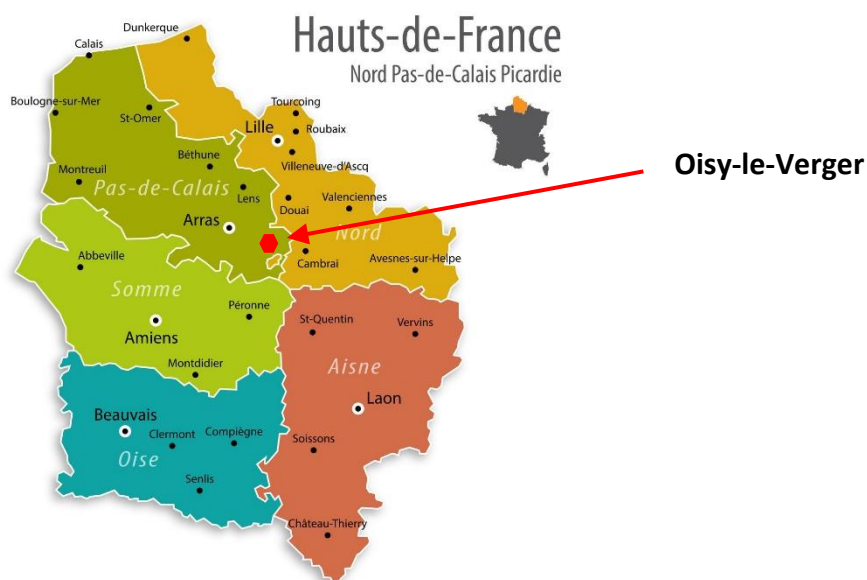 Hauts-de-France
Nord Pas-de-Calais Picardie
Dunkerque
Calais
Boulogne-sur-Mer
St-Omer
Tourcoing
Lille
Roubaix
Béthune
Villeneuve-d'Ascq
Oisy-le-Verger
Montreuil
Pas-de-Calais
Lens
Douai
Valenciennes
Arras
Nord
Abbeville
Cambrai
Avesnes-sur-Helpe
Somme
Péronne
St-Quentin
Vervins
Amiens
Montdidier
Aisne
Laon
Beauvais
Clermont
Compiègne
Soissons
Oise
Senlis
Château-Thierry